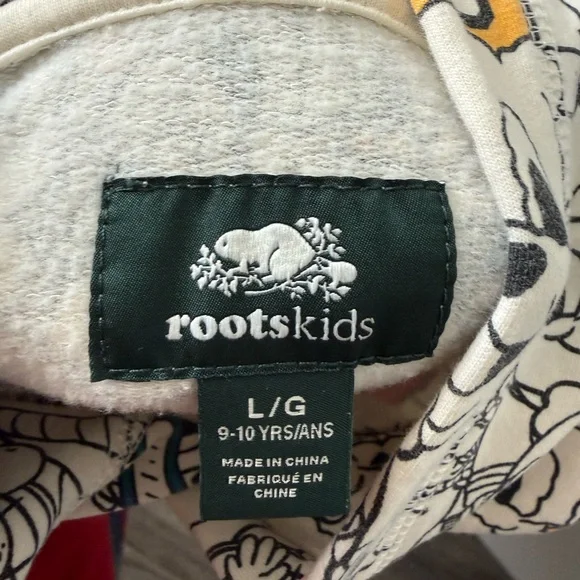 rootskids
L/G
9-10 YRS/ANS
MADE IN CHINA
FABRIQUÉ EN
CHINE